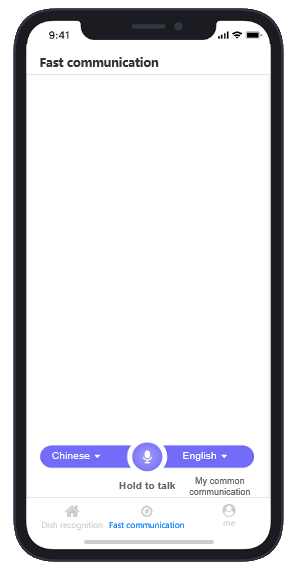 9:41
Fast communication
Chinese
English
Hold to talk
My common
communication
Dish recognition
Fast communication
me